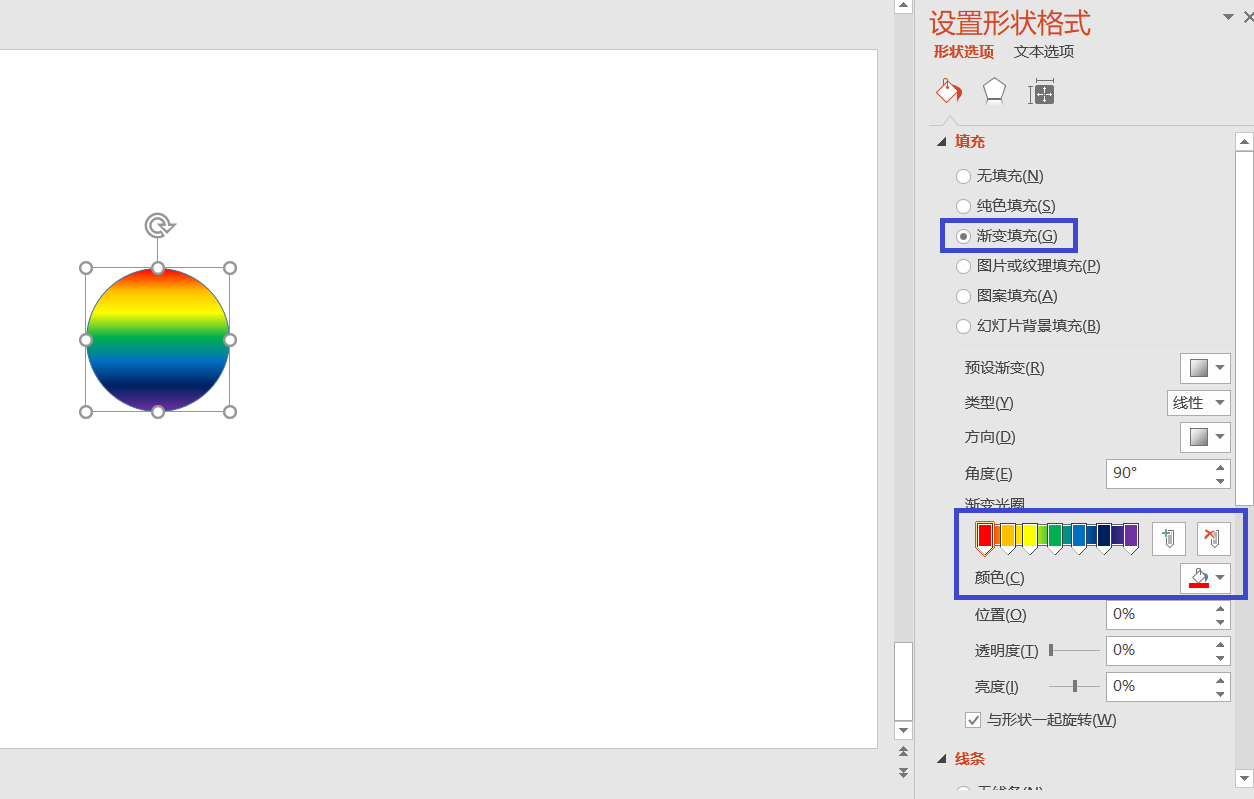 设置形状格式
形状选项 文本选项
填充
无填充(N)
纯色填充(S)
渐变填充(G)
图片或纹理填充(P)
图案填充(A)
幻灯片背景填充(B)
预设渐变(R)
类型(Y) 线性
方向(D)
角度(E) 90°
渐变光圈
颜色(C)
位置(O) 0%
透明度(T) 0%
亮度(I) 0%
与形状一起旋转(W)
线条
无线条(N)